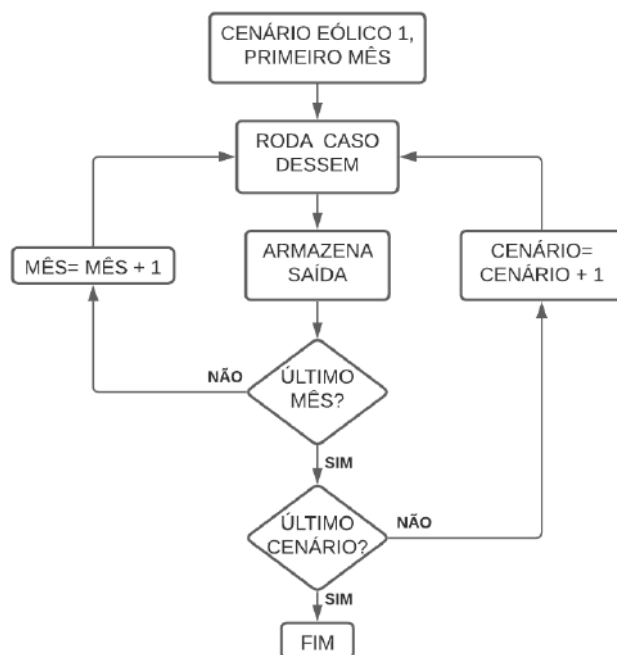 CENÁRIO EÓLICO 1,
PRIMEIRO MÊS
RODA CASO
DESSEM
ARMAZENA
SAÍDA
MÊS= MÊS + 1
CENÁRIO=
CENÁRIO + 1
NÃO
ÚLTIMO
MÊS?
SIM
ÚLTIMO
CENÁRIO?
NÃO
SIM
FIM